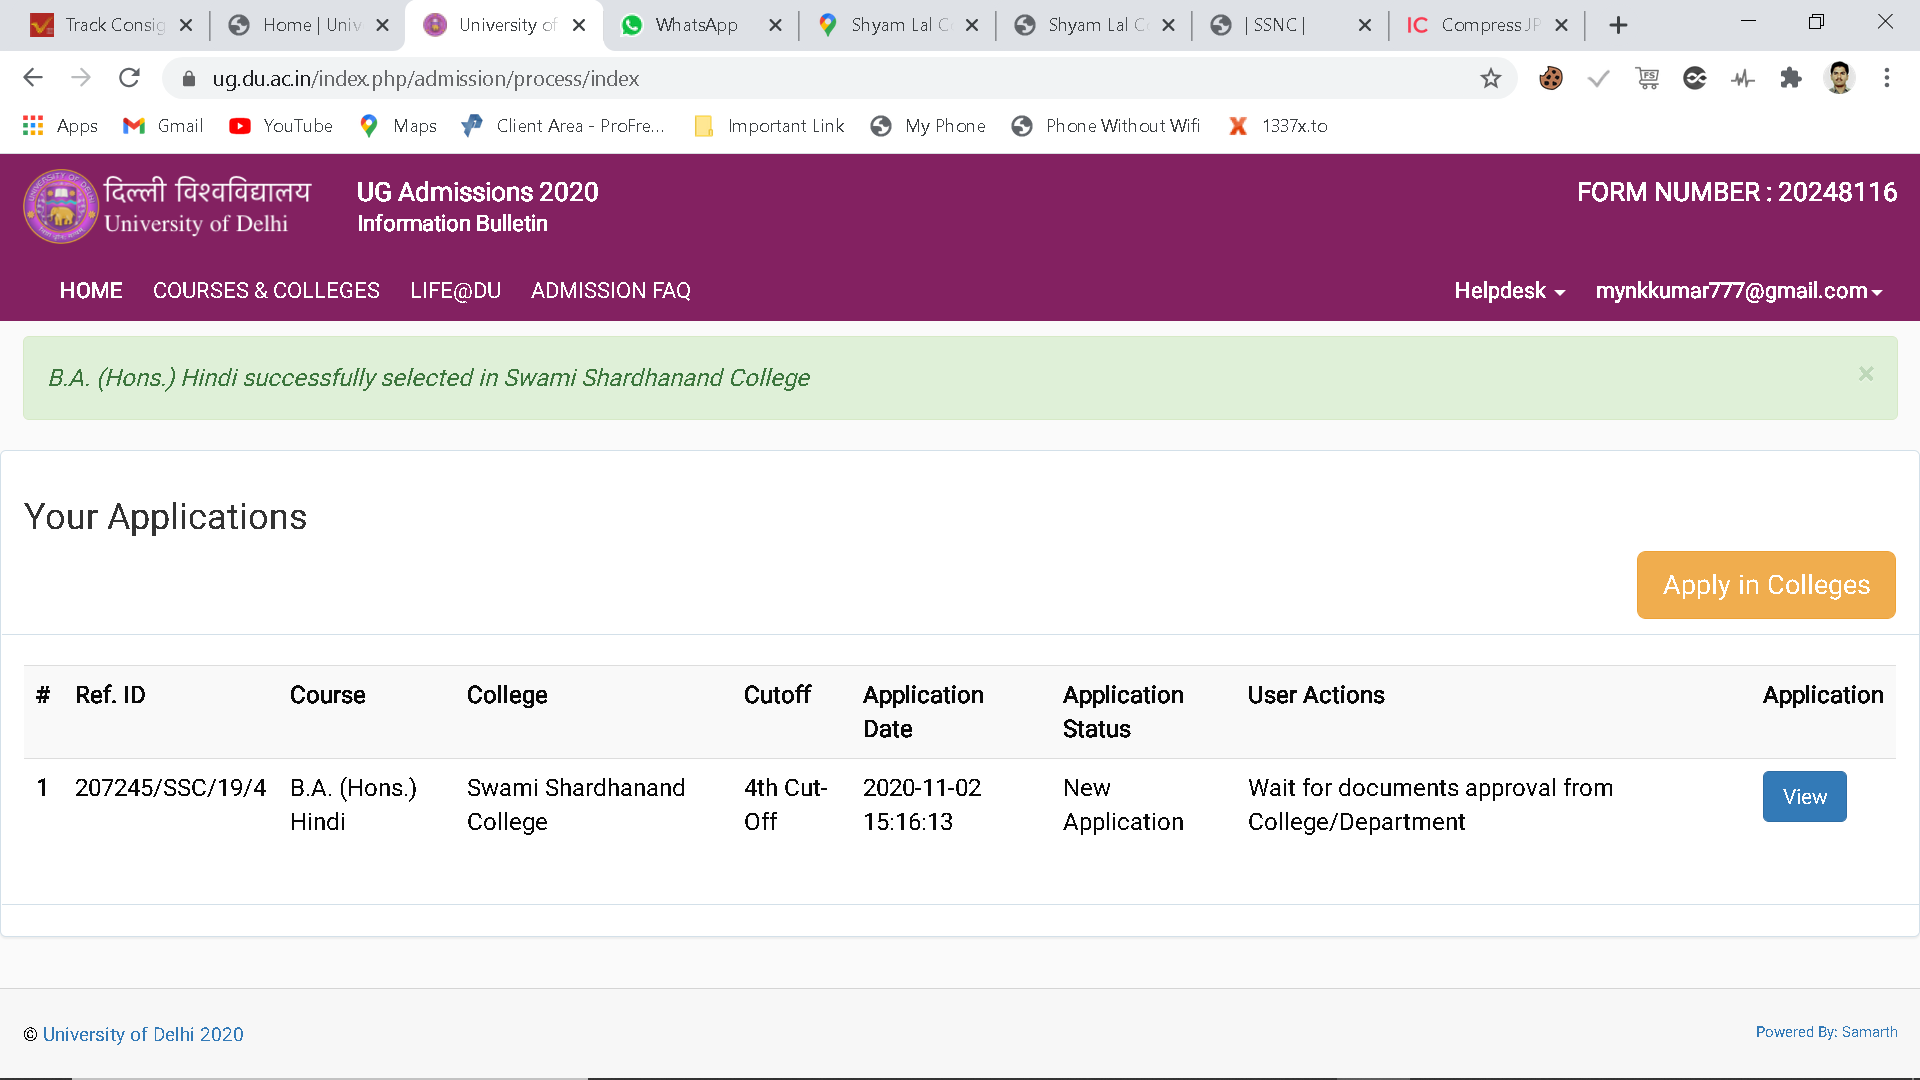 Track Consig
Home | Univ
University of
WhatsApp
Shyam Lal C
Shyam Lal C
| SSNC |
CompressJP
ug.du.ac.in/index.php/admission/process/index
Apps
Gmail
YouTube
Maps
Client Area - ProFre...
Important Link
My Phone
Phone Without Wifi
1337x.to
दिल्ली विश्वविद्यालय
University of Delhi
UG Admissions 2020
Information Bulletin
FORM NUMBER : 20248116
HOME
COURSES & COLLEGES
LIFE@DU
ADMISSION FAQ
Helpdesk
mynkkumar777@gmail.com
B.A. (Hons.) Hindi successfully selected in Swami Shardhanand College
×
Your Applications
Apply in Colleges
# Ref. ID Course College Cutoff Application Date Application Status User Actions Application
1 207245/SSC/19/4 B.A. (Hons.) Hindi Swami Shardhanand College 4th Cut-Off 2020-11-02 15:16:13 New Application Wait for documents approval from College/Department View
© University of Delhi 2020
Powered By: Samarth